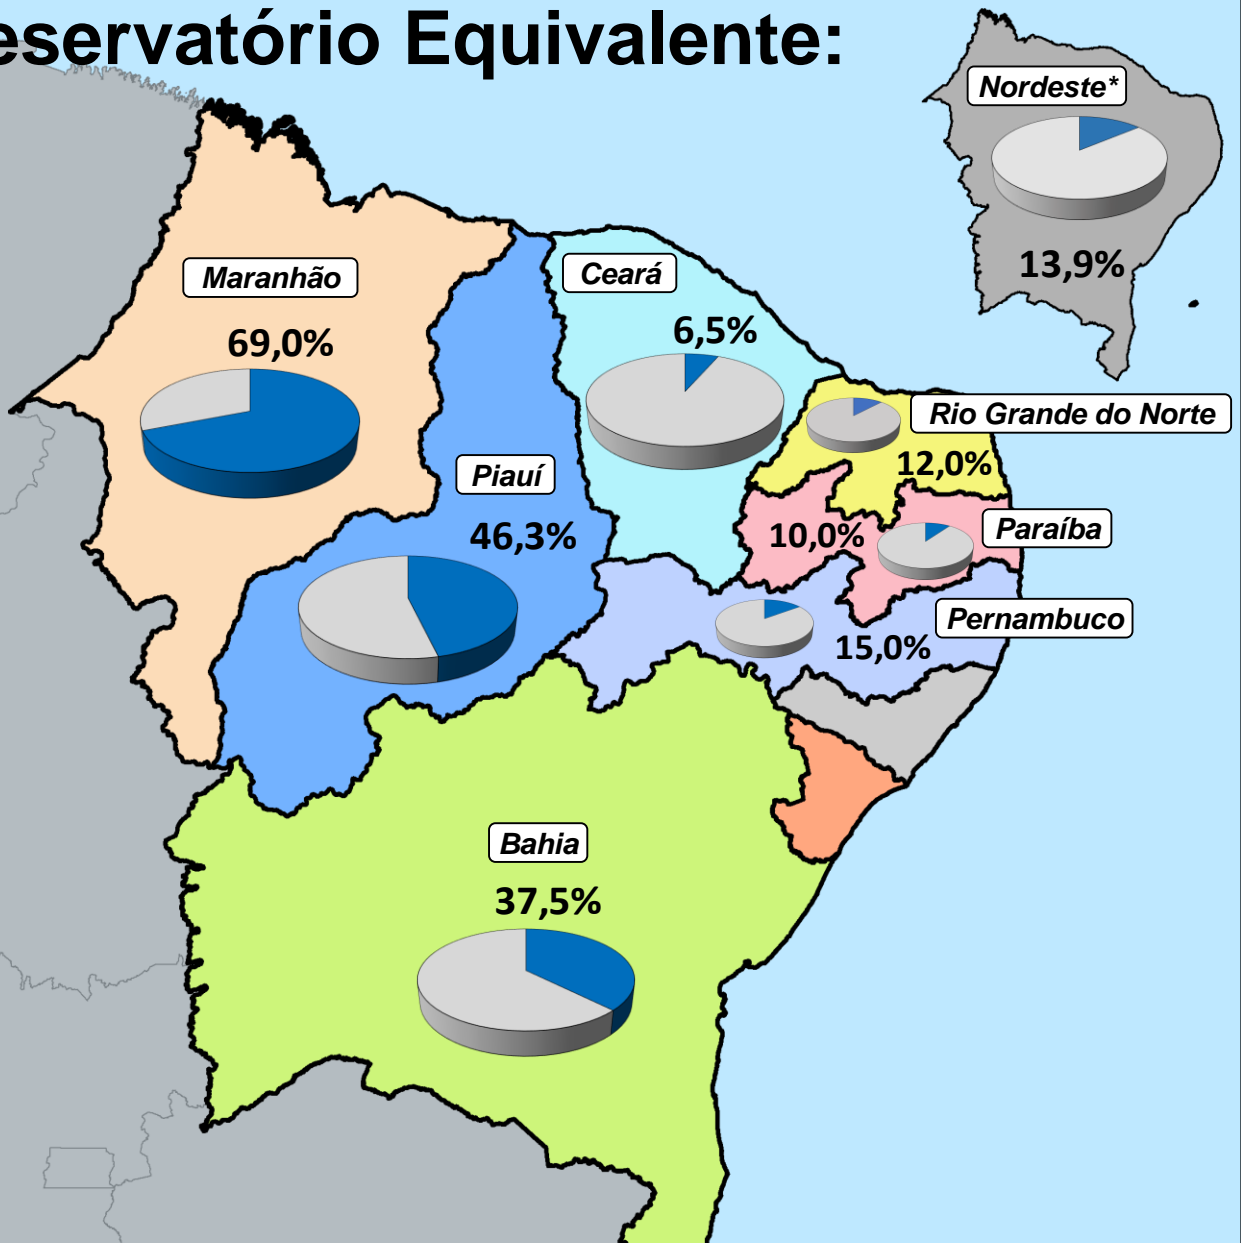 eservatório Equivalente:
Nordeste*
13,9%
Maranhão
69,0%
Ceará
6,5%
Rio Grande do Norte
12,0%
Piauí
46,3%
Paraíba
10,0%
Pernambuco
15,0%
Bahia
37,5%